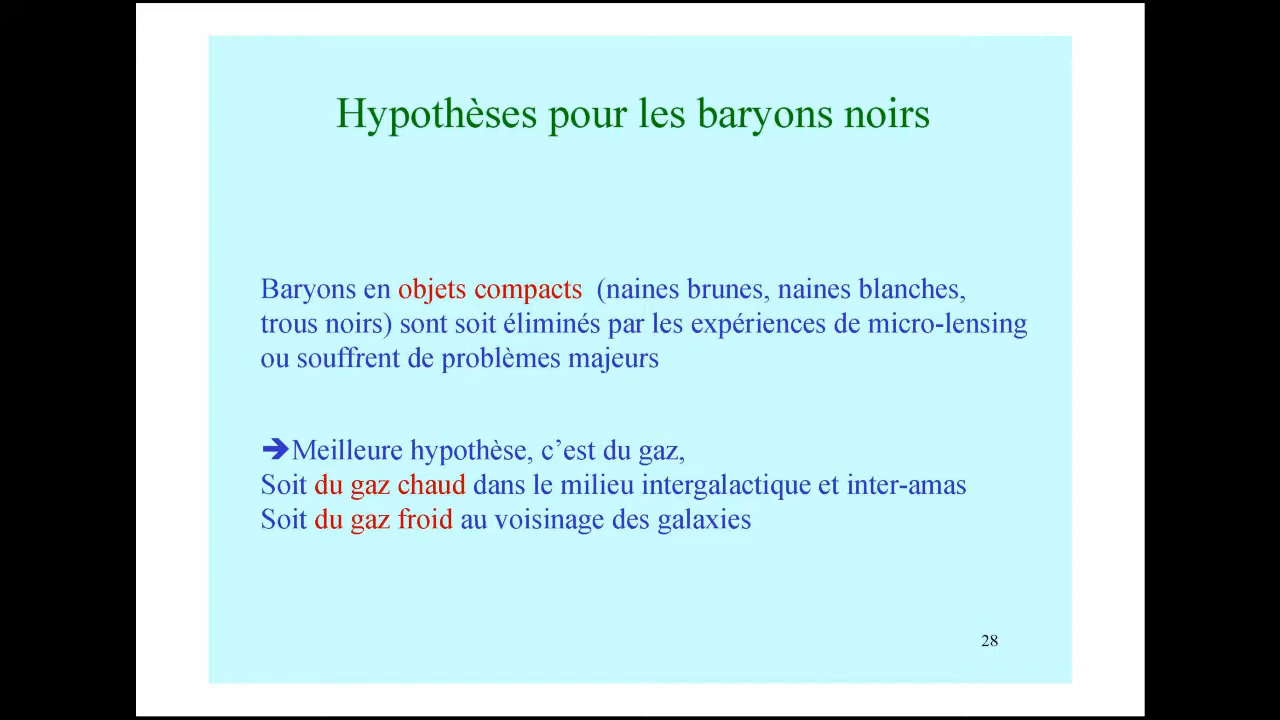 Hypothèses pour les baryons noirs
Baryons en objets compacts (naines brunes, naines blanches,
trous noirs) sont soit éliminés par les expériences de micro-lensing
ou souffrent de problèmes majeurs
➔Meilleure hypothèse, c’est du gaz,
Soit du gaz chaud dans le milieu intergalactique et inter-amas
Soit du gaz froid au voisinage des galaxies
28